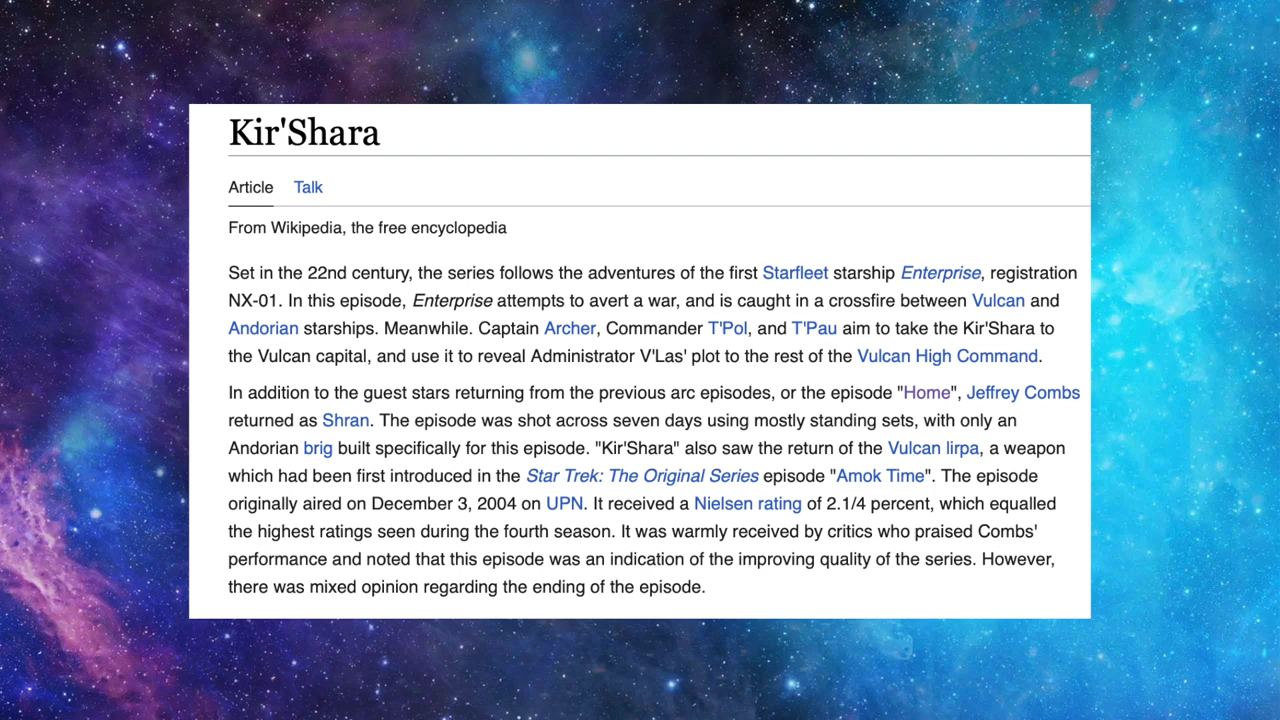 Kir'Shara
Article Talk
From Wikipedia, the free encyclopedia
Set in the 22nd century, the series follows the adventures of the first Starfleet starship Enterprise, registration
NX-01. In this episode, Enterprise attempts to avert a war, and is caught in a crossfire between Vulcan and
Andorian starships. Meanwhile. Captain Archer, Commander T'Pol, and T'Pau aim to take the Kir'Shara to
the Vulcan capital, and use it to reveal Administrator V'Las' plot to the rest of the Vulcan High Command.
In addition to the guest stars returning from the previous arc episodes, or the episode "Home", Jeffrey Combs
returned as Shran. The episode was shot across seven days using mostly standing sets, with only an
Andorian brig built specifically for this episode. "Kir'Shara" also saw the return of the Vulcan lirpa, a weapon
which had been first introduced in the Star Trek: The Original Series episode "Amok Time". The episode
originally aired on December 3, 2004 on UPN. It received a Nielsen rating of 2.1/4 percent, which equalled
the highest ratings seen during the fourth season. It was warmly received by critics who praised Combs'
performance and noted that this episode was an indication of the improving quality of the series. However,
there was mixed opinion regarding the ending of the episode.